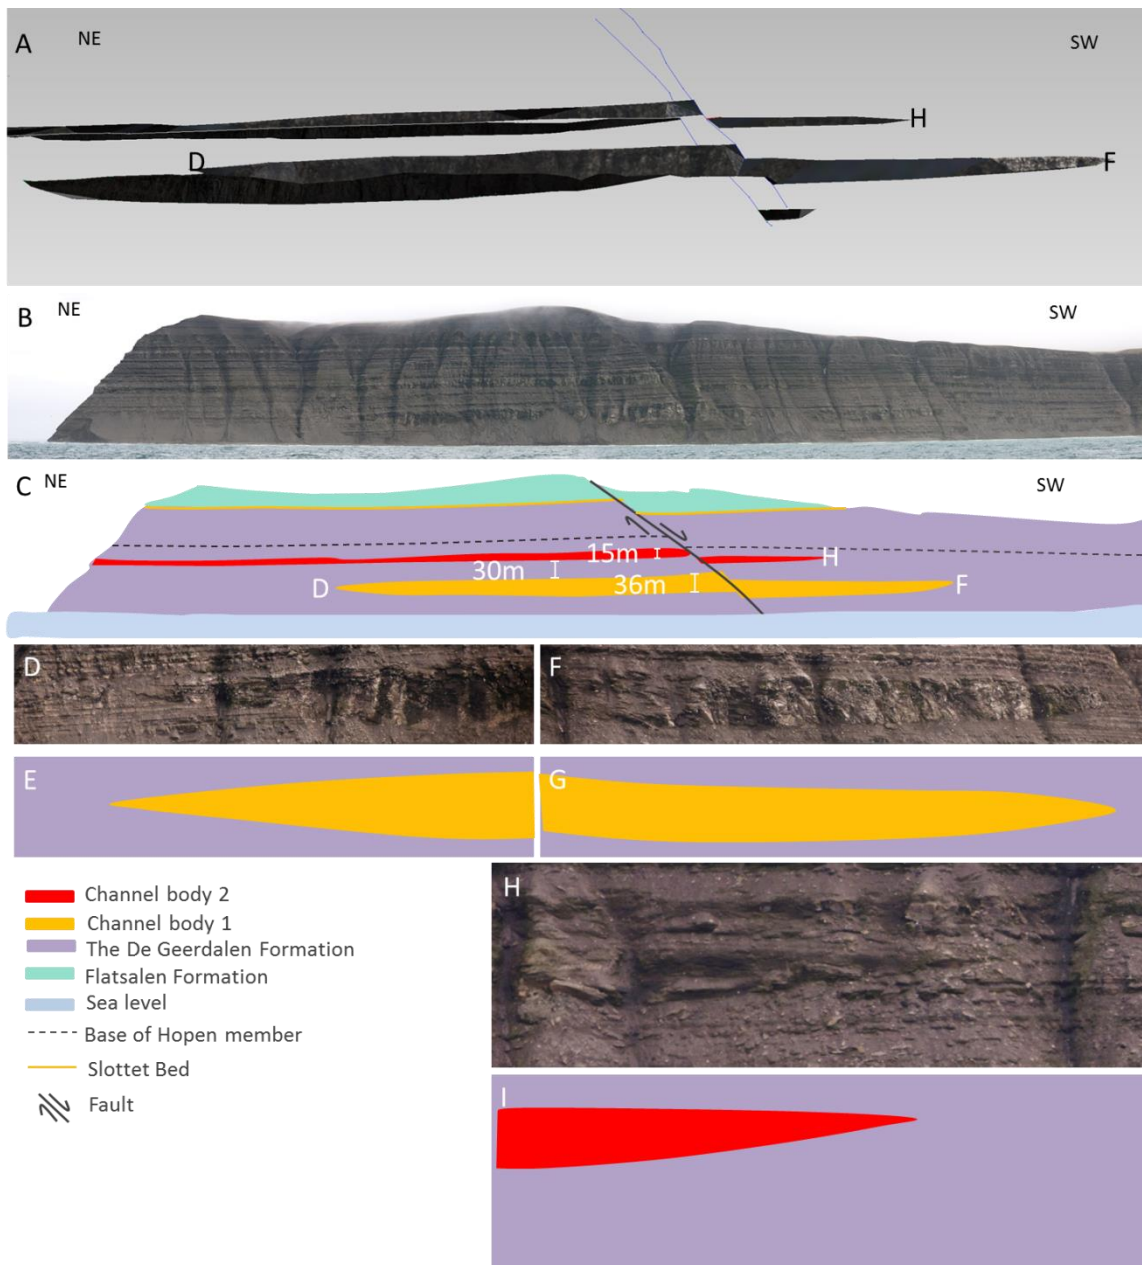 A
NE
SW
H
D
F
B
NE
SW
C
NE
SW
15m
H
30m
D
36m
F
D
F
E
G
H
Channel body 2
Channel body 1
The De Geerdalen Formation
Flatsalen Formation
Sea level
Base of Hopen member
Slottet Bed
Fault
I